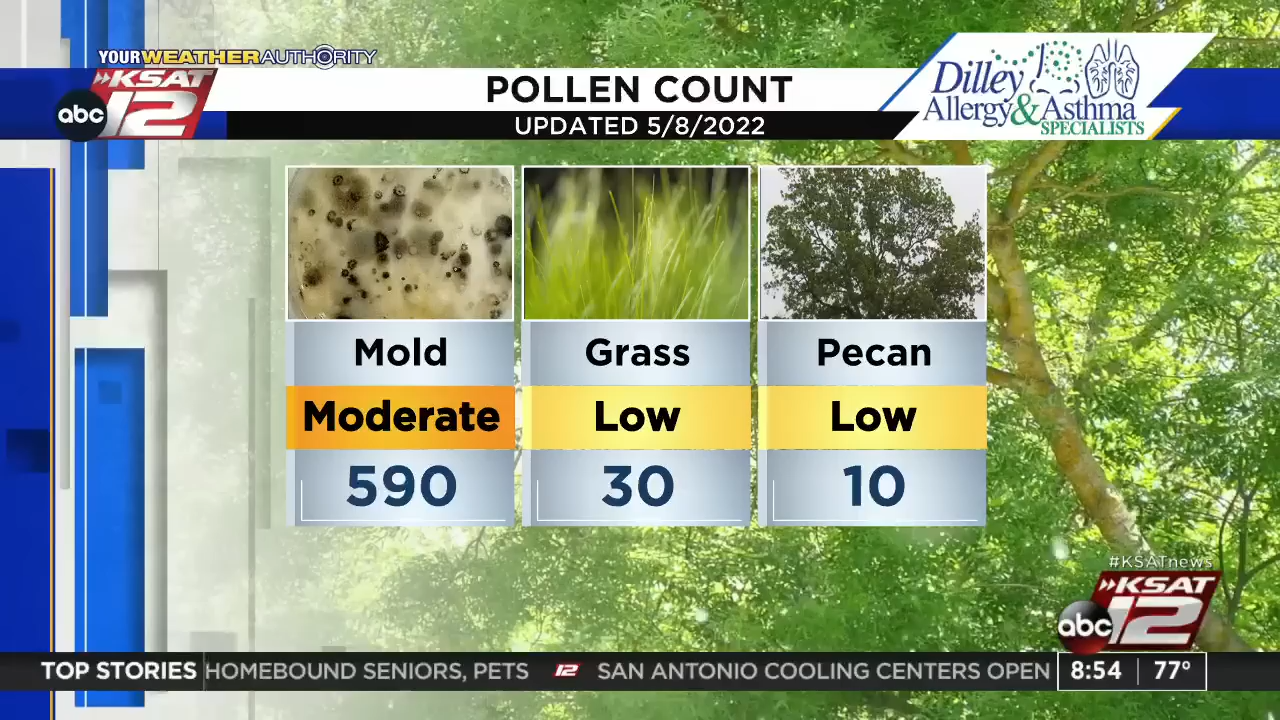 YOURWEATHERAUTHORITY
KSAT
abc 12
POLLEN COUNT
UPDATED 5/8/2022
Dilley
Allergy&Asthma
SPECIALISTS
Mold
Grass
Pecan
Moderate
Low
Low
590
30
10
#KSATnews
KSAT
abc 12
TOP STORIES HOMEBOUND SENIORS, PETS 12 SAN ANTONIO COOLING CENTERS OPEN 8:54 77°